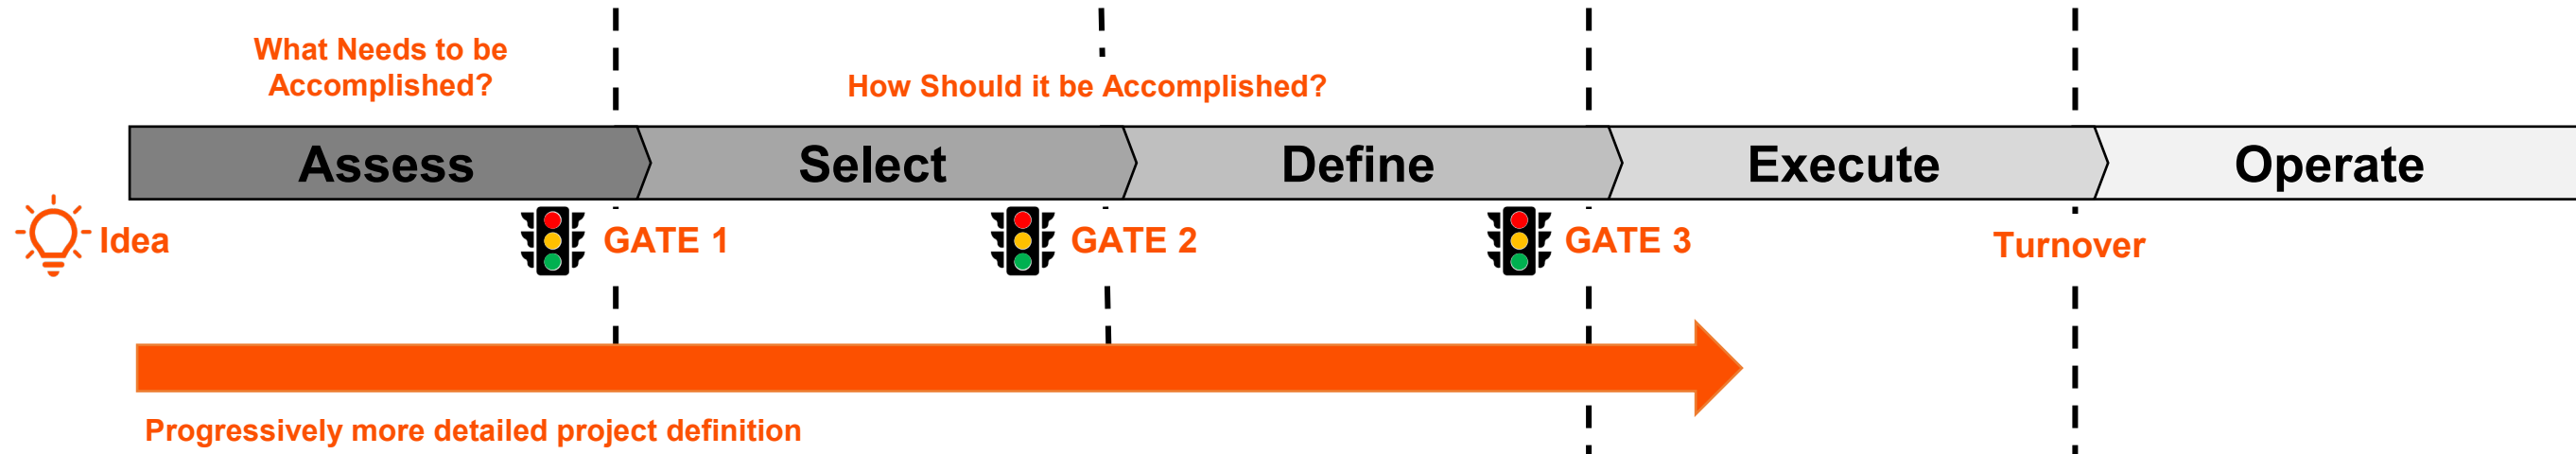 What Needs to be
Accomplished?
How Should it be Accomplished?
Assess
Select
Define
Execute
Operate
Idea
GATE 1
GATE 2
GATE 3
Turnover
Progressively more detailed project definition